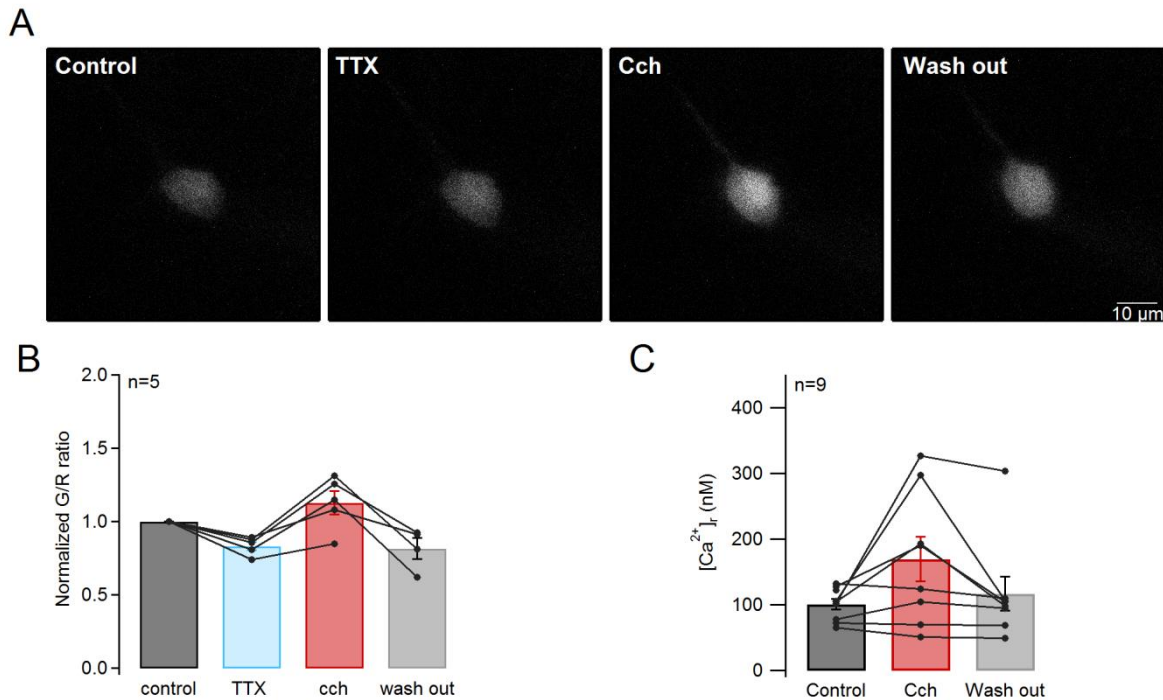 A
Control
TTX
Cch
Wash out
10 µm
B
n=5
Normalized G/R ratio
2.0
1.5
1.0
0.5
0.0
control
TTX
cch
wash out
C
n=9
[Ca²⁺]ᵣ (nM)
400
300
200
100
0
Control
Cch
Wash out